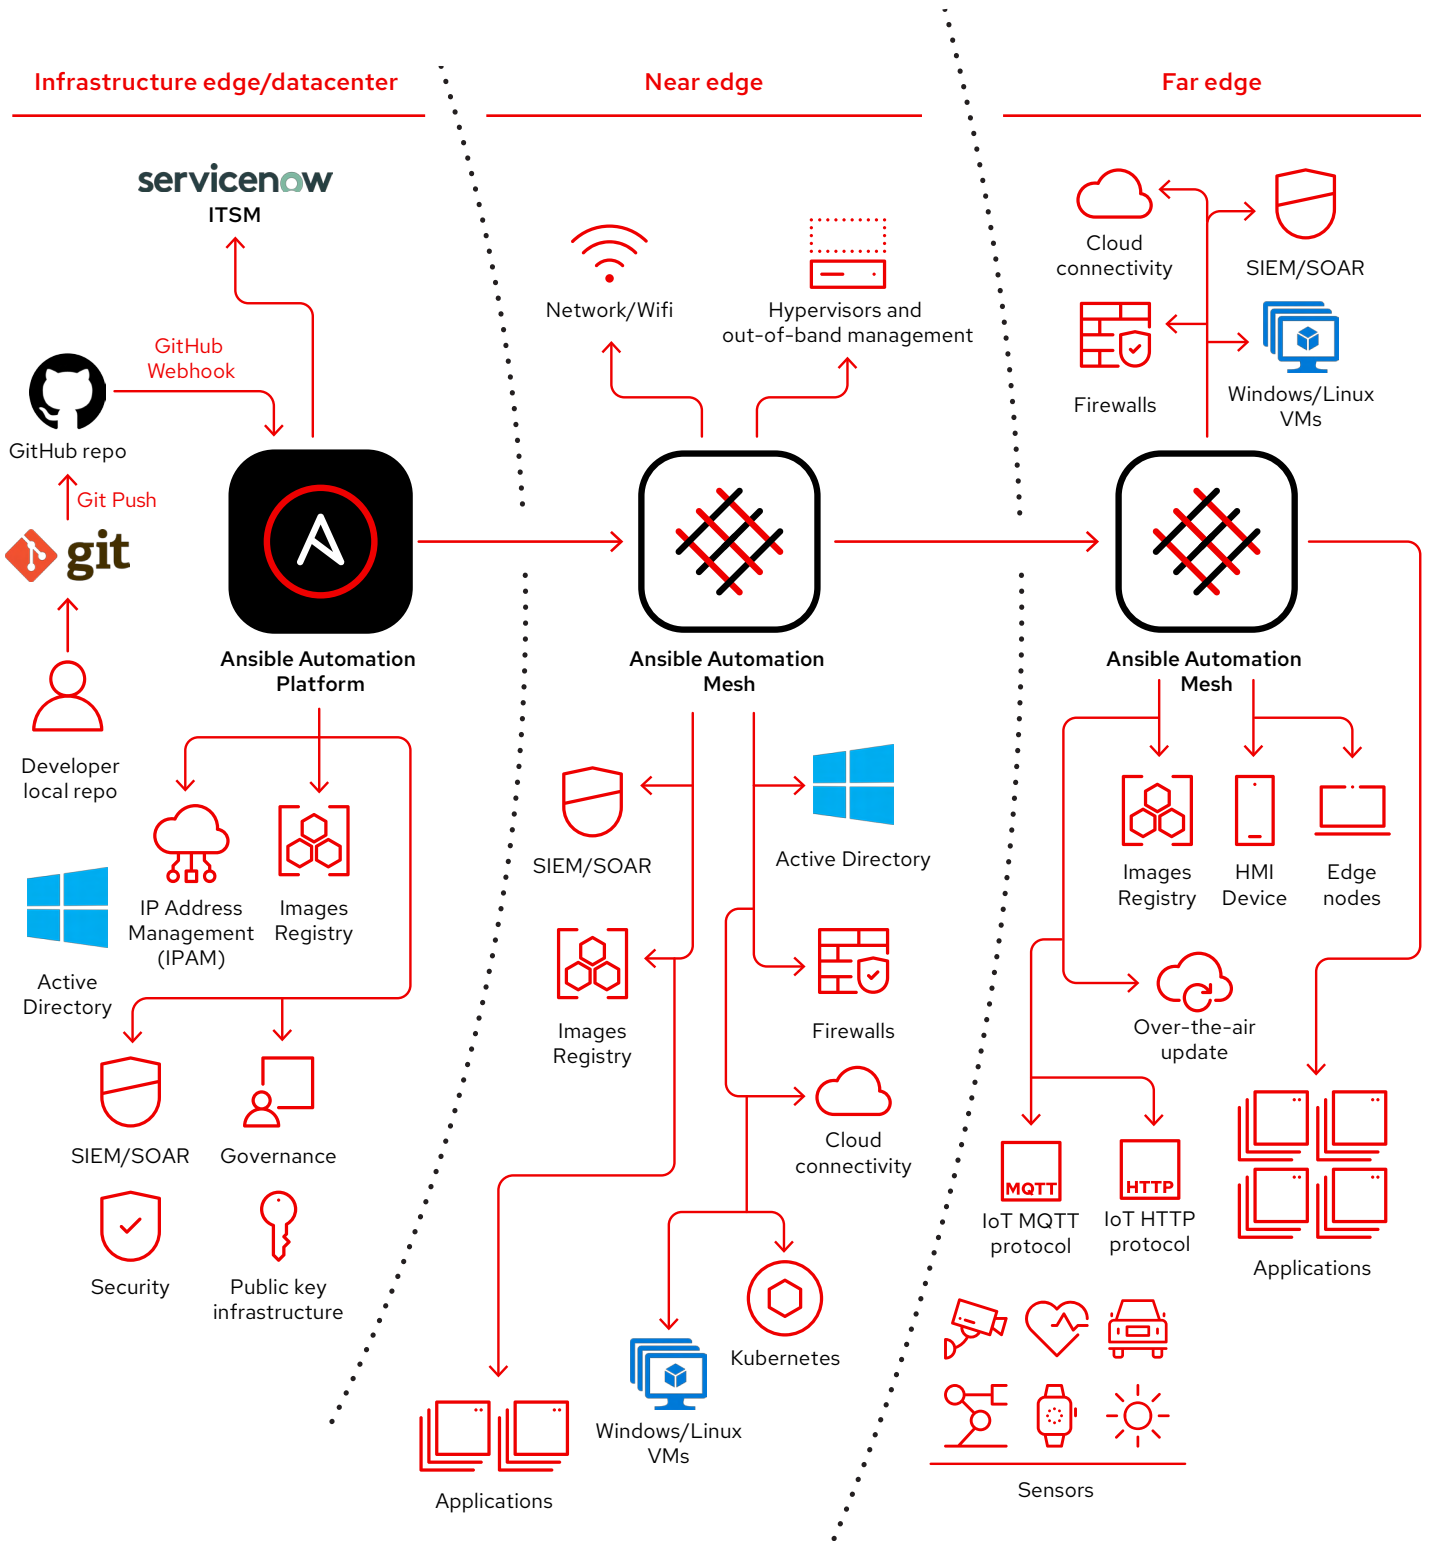 Infrastructure edge/datacenter
servicenow
ITSM
GitHub
Webhook
GitHub repo
Git Push
git
Ansible Automation
Platform
Developer
local repo
IP Address
Management
(IPAM)
Images
Registry
Active
Directory
SIEM/SOAR
Governance
Security
Public key
infrastructure
Near edge
Network/Wifi
Hypervisors and
out-of-band management
Ansible Automation
Mesh
SIEM/SOAR
Active Directory
Images
Registry
Firewalls
Cloud
connectivity
Kubernetes
Windows/Linux
VMs
Applications
Far edge
Cloud
connectivity
SIEM/SOAR
Firewalls
Windows/Linux
VMs
Ansible Automation
Mesh
Images
Registry
HMI
Device
Edge
nodes
Over-the-air
update
MQTT
IoT MQTT
protocol
HTTP
IoT HTTP
protocol
Applications
Sensors